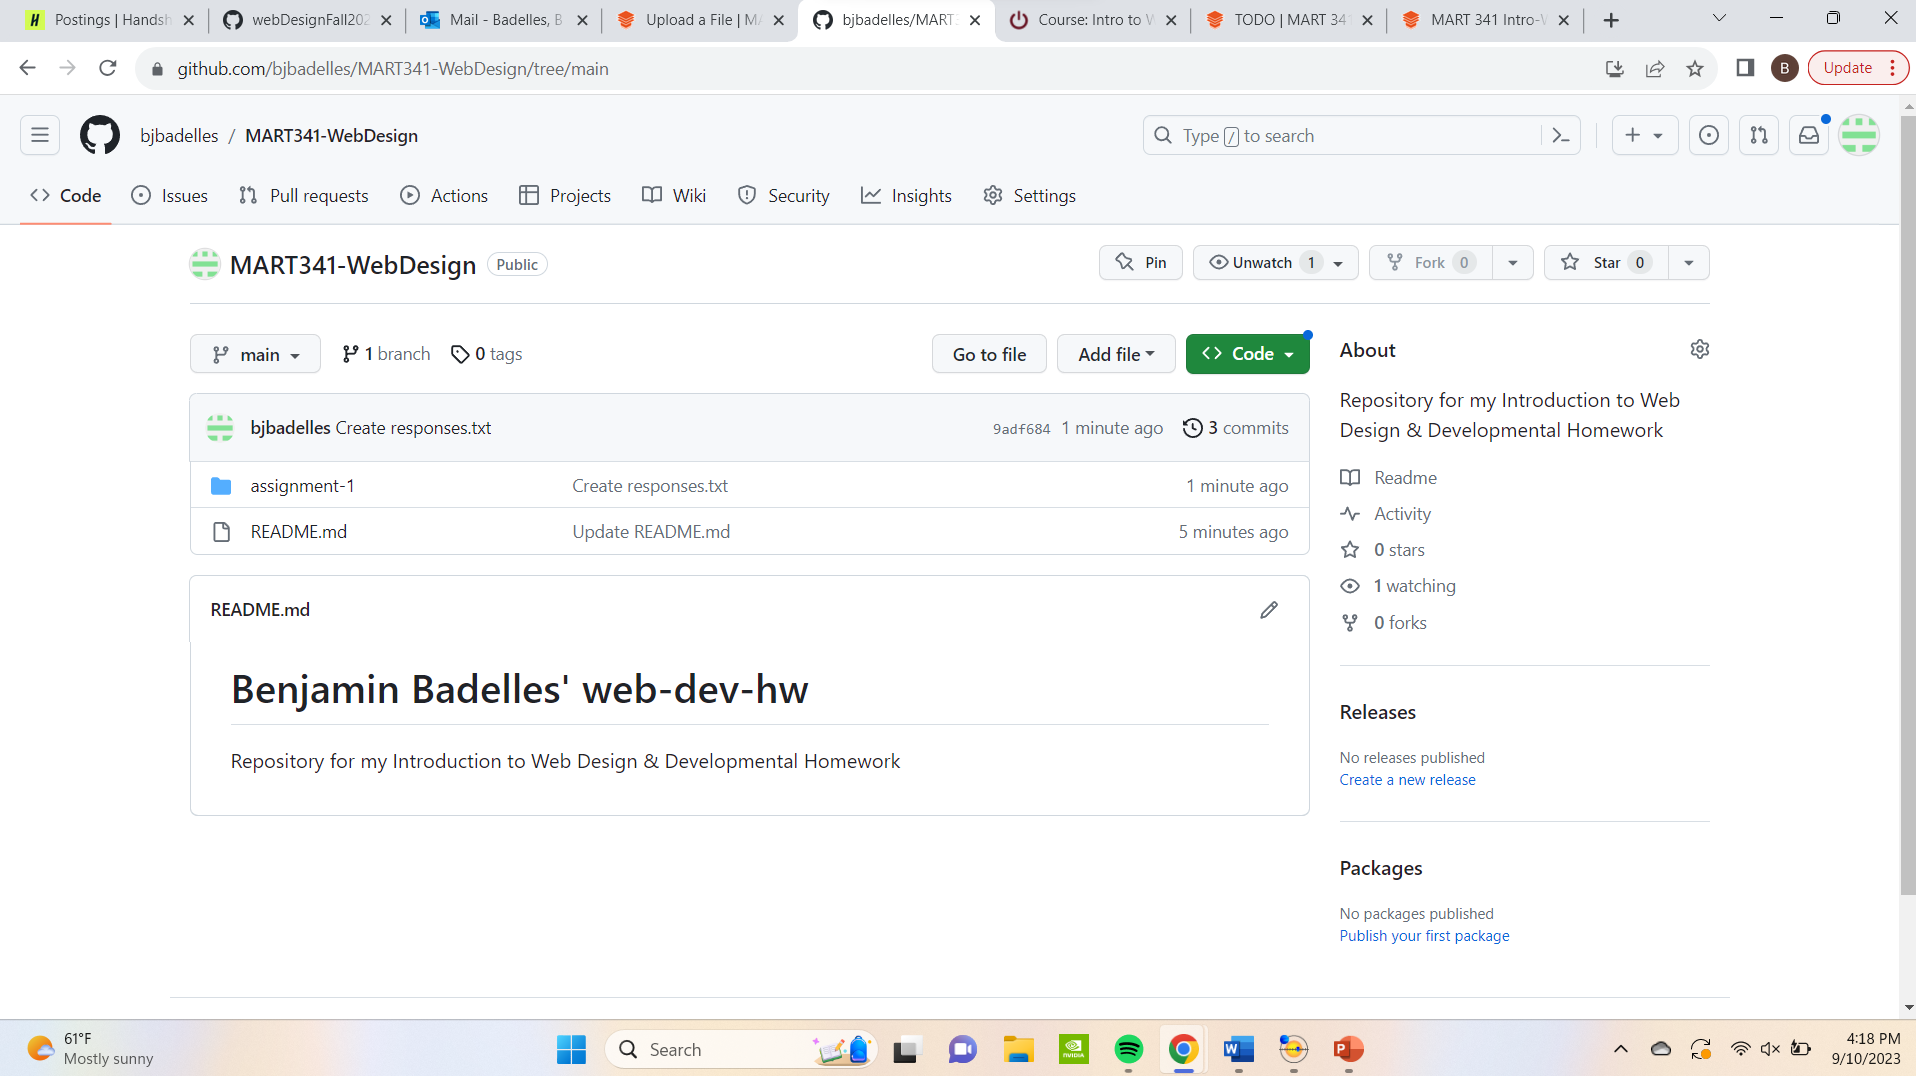 Postings | Handsh
webDesignFall202
Mail - Badelles, B
Upload a File | MA
bjbadelles/MART3
Course: Intro to W
TODO | MART 341
MART 341 Intro-W
github.com/bjbadelles/MART341-WebDesign/tree/main
B
Update
bjbadelles / MART341-WebDesign
Type / to search
Code
Issues
Pull requests
Actions
Projects
Wiki
Security
Insights
Settings
MART341-WebDesign
Public
Pin
Unwatch 1
Fork 0
Star 0
main
1 branch
0 tags
Go to file
Add file
Code
bjbadelles Create responses.txt
9adf684 1 minute ago
3 commits
assignment-1
Create responses.txt
1 minute ago
README.md
Update README.md
5 minutes ago
README.md
Benjamin Badelles' web-dev-hw
Repository for my Introduction to Web Design & Developmental Homework
About
Repository for my Introduction to Web
Design & Developmental Homework
Readme
Activity
0 stars
1 watching
0 forks
Releases
No releases published
Create a new release
Packages
No packages published
Publish your first package
61°F
Mostly sunny
Search
4:18 PM
9/10/2023